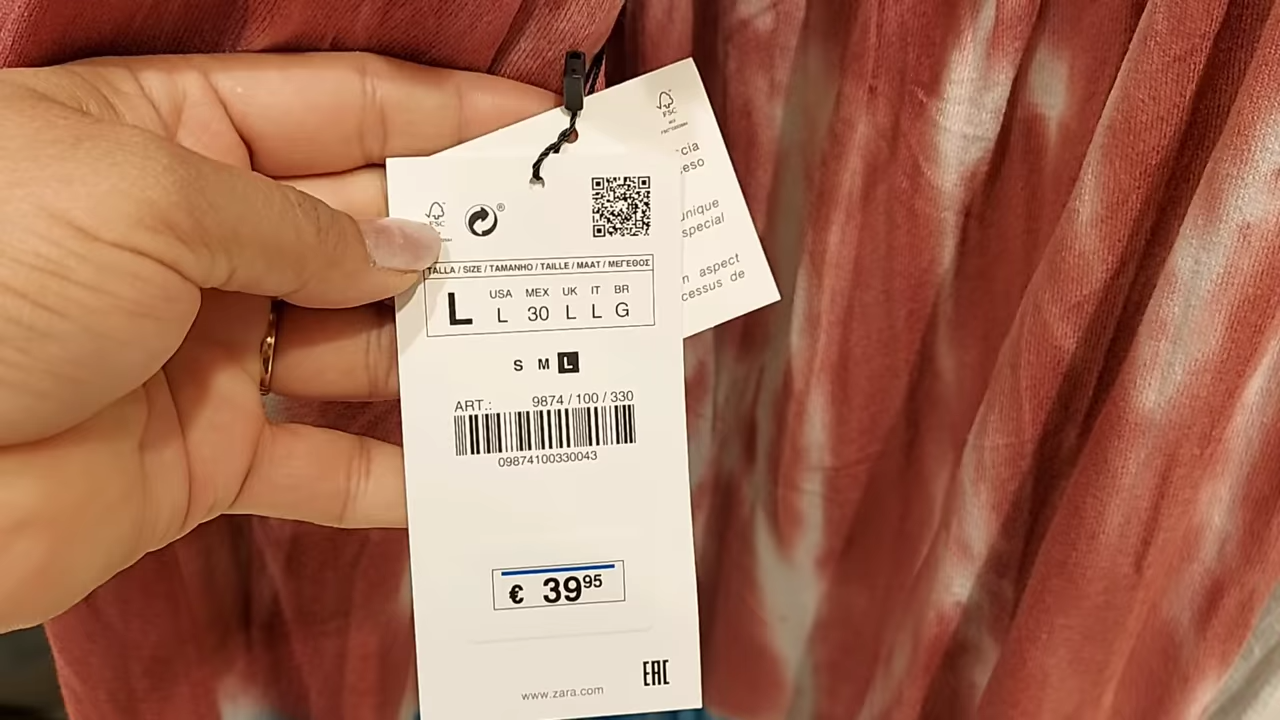 FSC
®
TALLA / SIZE / TAMANHO / TAILLE / MAAT / ΜΕΓΕΘΟΣ
USA MEX UK IT BR
L L 30 L L G
S M L
ART.: 9874 / 100 / 330
09874100330043
€ 39 95
EAC
www.zara.com
FSC
cia
eso
unique
special
n aspect
cessus de